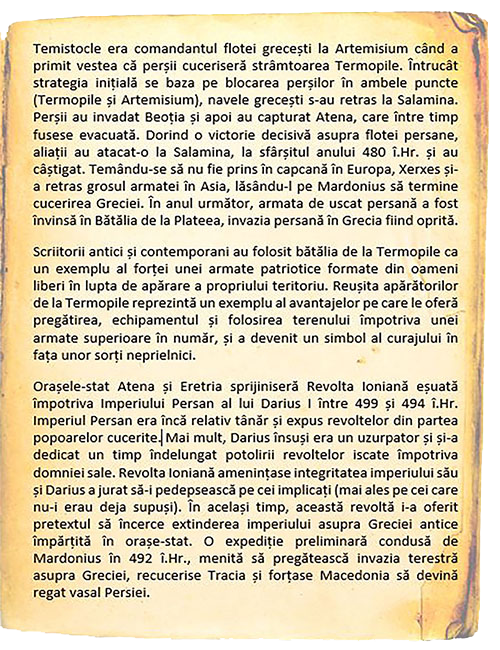 Temistocle era comandantul flotei grecești la Artemisium când a
primit vestea că perșii cuceriseră strâmtoarea Termopile. Întrucât
strategia inițială se baza pe blocarea perșilor în ambele puncte
(Termopile și Artemisium), navele grecești s-au retras la Salamina.
Perșii au invadat Beoția și apoi au capturat Atena, care între timp
fusese evacuată. Dorind o victorie decisivă asupra flotei persane,
aliații au atacat-o la Salamina, la sfârșitul anului 480 î.Hr. și au
câștigat. Temându-se să nu fie prins în capcană în Europa, Xerxes și-
a retras grosul armatei în Asia, lăsându-l pe Mardonius să termine
cucerirea Greciei. În anul următor, armata de uscat persană a fost
învinsă în Bătălia de la Plateea, invazia persană în Grecia fiind oprită.
Scriitorii antici și contemporani au folosit bătălia de la Termopile ca
un exemplu al forței unei armate patriotice formate din oameni
liberi în lupta de apărare a propriului teritoriu. Reușita apărătorilor
de la Termopile reprezintă un exemplu al avantajelor pe care le oferă
pregătirea, echipamentul și folosirea terenului împotriva unei
armate superioare în număr, și a devenit un simbol al curajului în
fața unor sorți neprielnici.
Orașele-stat Atena și Eretria sprijiniseră Revolta Ioniană eșuată
împotriva Imperiului Persan al lui Darius I între 499 și 494 î.Hr.
Imperiul Persan era încă relativ tânăr și expus revoltelor din partea
popoarelor cucerite. Mai mult, Darius însuși era un uzurpator și și-a
dedicat un timp îndelungat potolirii revoltelor iscate împotriva
domniei sale. Revolta Ioniană amenințase integritatea imperiului său
și Darius a jurat să-i pedepsească pe cei implicați (mai ales pe cei care
nu-i erau deja supuși). În același timp, această revoltă i-a oferit
pretextul să încerce extinderea imperiului asupra Greciei antice
împărțită în orașe-stat. O expediție preliminară condusă de
Mardonius în 492 î.Hr., menită să pregătească invazia terestră
asupra Greciei, recucerise Tracia și forțase Macedonia să devină
regat vasal Persiei.